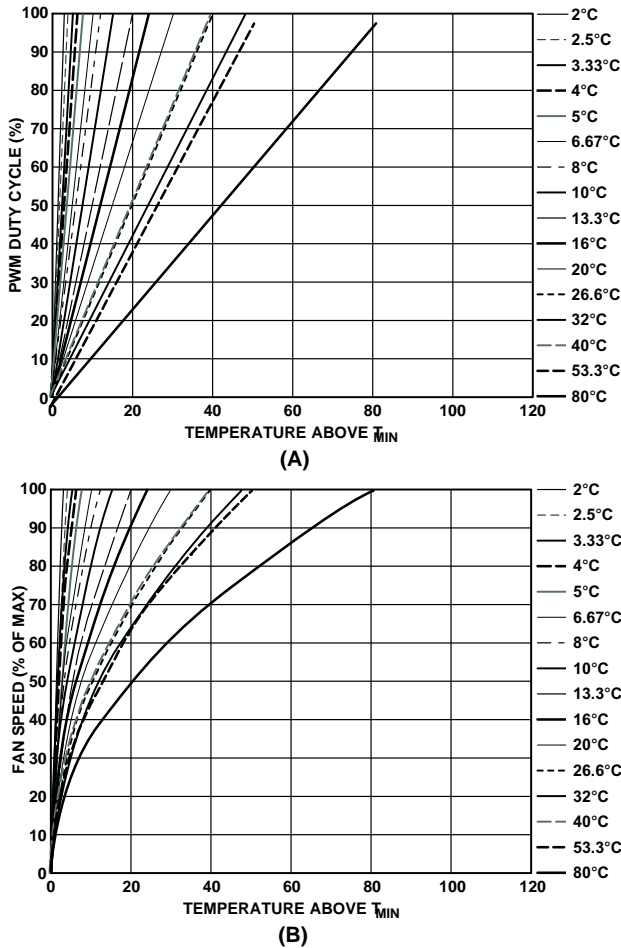 100
90
80
70
60
50
40
30
20
10
0
PWM DUTY CYCLE (%)
0 20 40 60 80 100 120
TEMPERATURE ABOVE TMIN
(A)
2°C
2.5°C
3.33°C
4°C
5°C
6.67°C
8°C
10°C
13.3°C
16°C
20°C
26.6°C
32°C
40°C
53.3°C
80°C
100
90
80
70
60
50
40
30
20
10
0
FAN SPEED (% OF MAX)
0 20 40 60 80 100 120
TEMPERATURE ABOVE TMIN
(B)
2°C
2.5°C
3.33°C
4°C
5°C
6.67°C
8°C
10°C
13.3°C
16°C
20°C
26.6°C
32°C
40°C
53.3°C
80°C